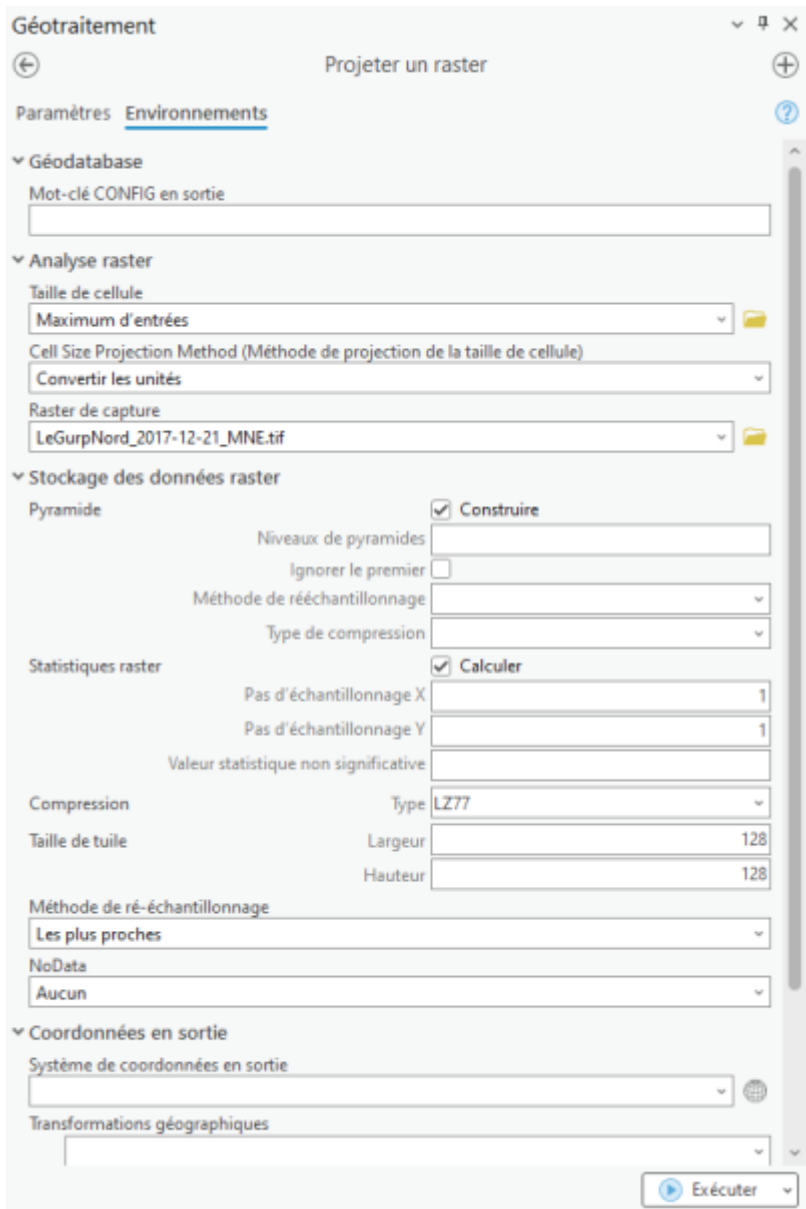 Géotraitement
Projeter un raster
Paramètres Environnements
Géodatabase
Mot-clé CONFIG en sortie
Analyse raster
Taille de cellule
Maximum d'entrées
Cell Size Projection Method (Méthode de projection de la taille de cellule)
Convertir les unités
Raster de capture
LeGurpNord_2017-12-21_MNE.tif
Stockage des données raster
Pyramide Construire
Niveaux de pyramides
Ignorer le premier
Méthode de rééchantillonnage
Type de compression
Statistiques raster Calculer
Pas d'échantillonnage X 1
Pas d'échantillonnage Y 1
Valeur statistique non significative
Compression Type LZ77
Taille de tuile Largeur 128
Hauteur 128
Méthode de ré-échantillonnage
Les plus proches
NoData
Aucun
Coordonnées en sortie
Système de coordonnées en sortie
Transformations géographiques
Exécuter